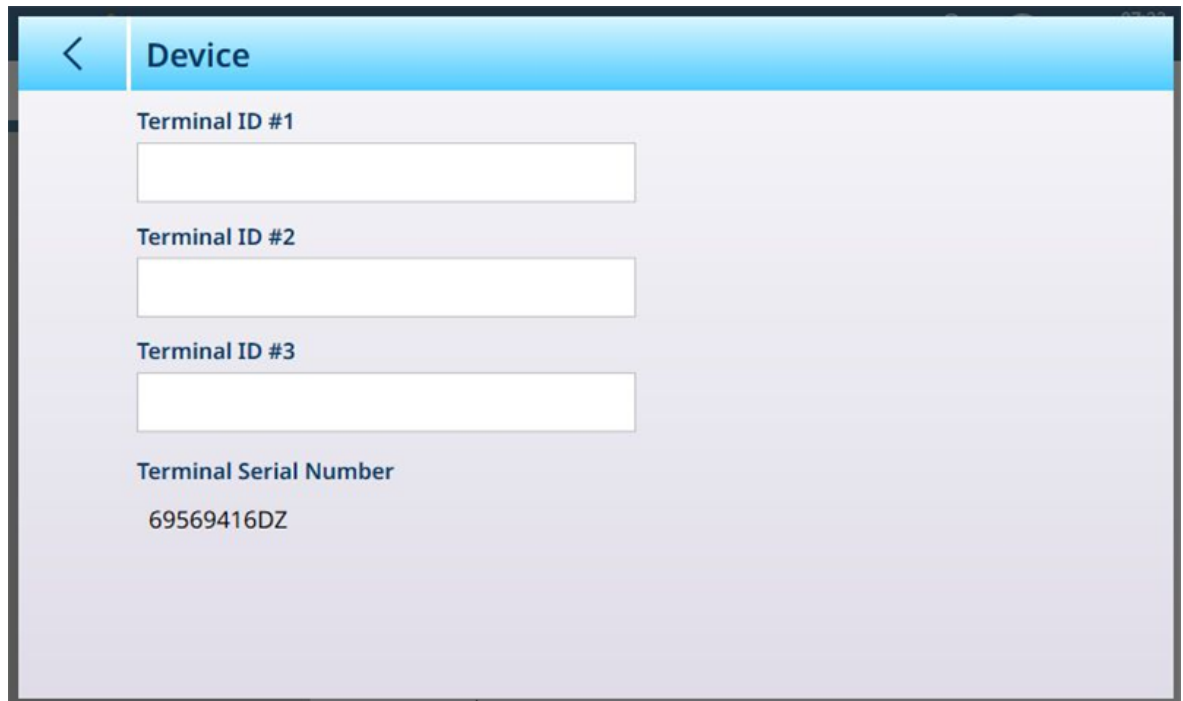 Device
Terminal ID #1
Terminal ID #2
Terminal ID #3
Terminal Serial Number
69569416DZ